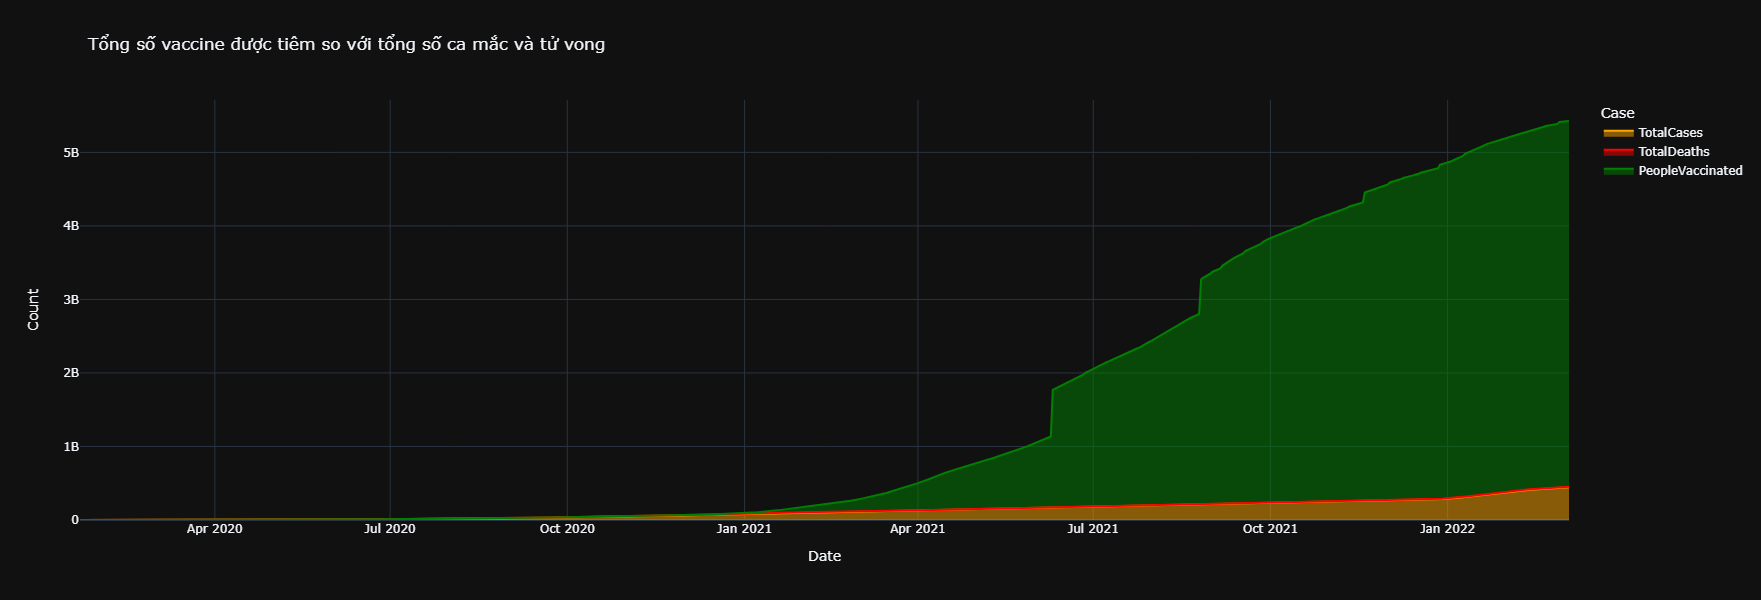 Tổng số vaccine được tiêm so với tổng số ca mắc và tử vong
Case
TotalCases
TotalDeaths
PeopleVaccinated
5B
4B
3B
2B
1B
0
Count
Apr 2020
Jul 2020
Oct 2020
Jan 2021
Apr 2021
Jul 2021
Oct 2021
Jan 2022
Date